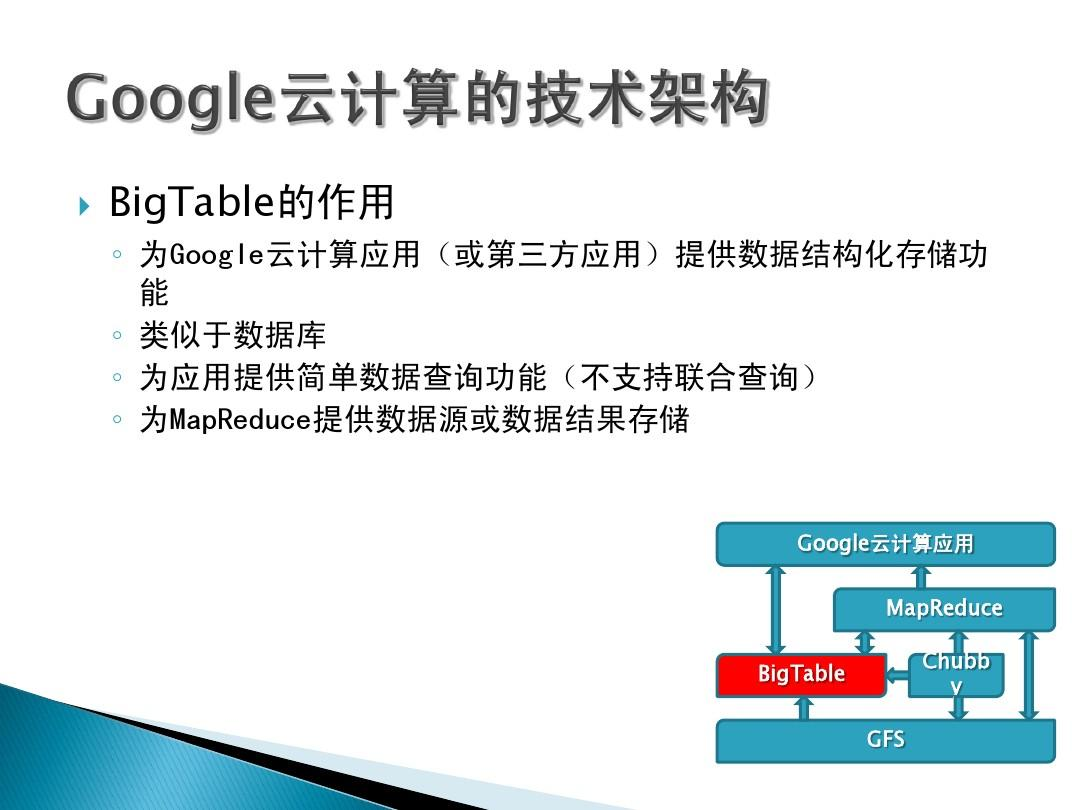 Google云计算的技术架构
BigTable的作用
为Google云计算应用（或第三方应用）提供数据结构化存储功
能
类似于数据库
为应用提供简单数据查询功能（不支持联合查询）
为MapReduce提供数据源或数据结果存储
Google云计算应用
MapReduce
BigTable
Chubb
y
GFS